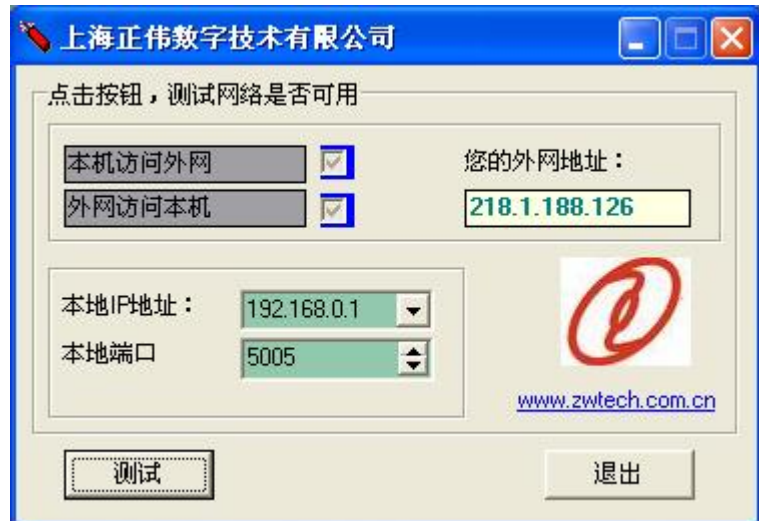 上海正伟数字技术有限公司
点击按钮，测试网络是否可用
本机访问外网
您的外网地址：
外网访问本机
218.1.188.126
本地IP地址：
192.168.0.1
本地端口
5005
www.zwtech.com.cn
测试
退出